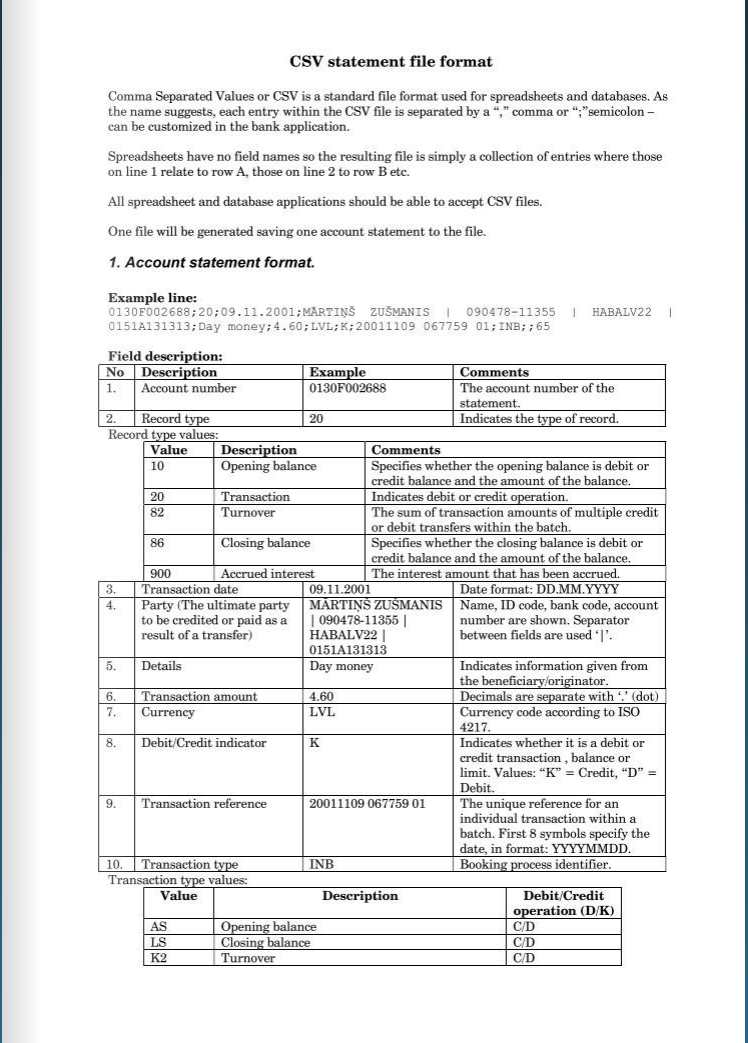 CSV statement file format
Comma Separated Values or CSV is a standard file format used for spreadsheets and databases. As
the name suggests, each entry within the CSV file is separated by a “,” comma or “;”semicolon –
can be customized in the bank application.
Spreadsheets have no field names so the resulting file is simply a collection of entries where those
on line 1 relate to row A, those on line 2 to row B etc.
All spreadsheet and database applications should be able to accept CSV files.
One file will be generated saving one account statement to the file.
1. Account statement format.
Example line:
0130F002688;20;09.11.2001;MĀRTIŅŠ ZUŠMANIS | 090478-11355 | HABALV22 |
0151A131313;Day money;4.60;LVL;K;20011109 067759 01;INB;;65
Field description:
No Description Example Comments
1. Account number 0130F002688 The account number of the
statement.
2. Record type 20 Indicates the type of record.
Record type values:
Value Description Comments
10 Opening balance Specifies whether the opening balance is debit or
credit balance and the amount of the balance.
20 Transaction Indicates debit or credit operation.
82 Turnover The sum of transaction amounts of multiple credit
or debit transfers within the batch.
86 Closing balance Specifies whether the closing balance is debit or
credit balance and the amount of the balance.
900 Accrued interest The interest amount that has been accrued.
3. Transaction date 09.11.2001 Date format: DD.MM.YYYY
4. Party (The ultimate party MĀRTIŅŠ ZUŠMANIS Name, ID code, bank code, account
to be credited or paid as a | 090478-11355 | number are shown. Separator
result of a transfer) HABALV22 | between fields are used ‘|’.
0151A131313
5. Details Day money Indicates information given from
the beneficiary/originator.
6. Transaction amount 4.60 Decimals are separate with ‘.’ (dot)
7. Currency LVL Currency code according to ISO
4217.
8. Debit/Credit indicator K Indicates whether it is a debit or
credit transaction , balance or
limit. Values: “K” = Credit, “D” =
Debit.
9. Transaction reference 20011109 067759 01 The unique reference for an
individual transaction within a
batch. First 8 symbols specify the
date, in format: YYYYMMDD.
10. Transaction type INB Booking process identifier.
Transaction type values:
Value Description Debit/Credit
operation (D/K)
AS Opening balance C/D
LS Closing balance C/D
K2 Turnover C/D